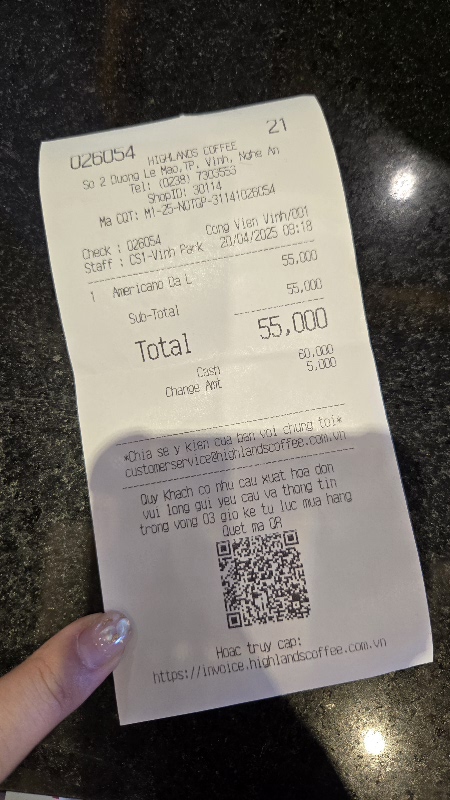 026054 HIGHLANDS COFFEE 21
So 2 Duong Le Mao,TP. Vinh, Nghe An
Tel: (0238) 7303553
ShopID: 30114
Ma CQT: M1-25-NOTQP-31141026054
Check : 026054 Cong Vien Vinh/001
Staff : CS1-Vinh Park 20/04/2025 09:18
1 Americano Da L 55,000
Sub-Total 55,000
Total 55,000
Cash 60,000
Change Amt 5,000
*Chia se y kien cua ban voi chung toi*
customerservice@highlandscoffee.com.vn
Quy Khach co nhu cau xuat hoa don
vui long gui yeu cau va thong tin
trong vong 03 gio ke tu luc mua hang
Quet ma QR
Hoac truy cap:
https://invoice.highlandscoffee.com.vn